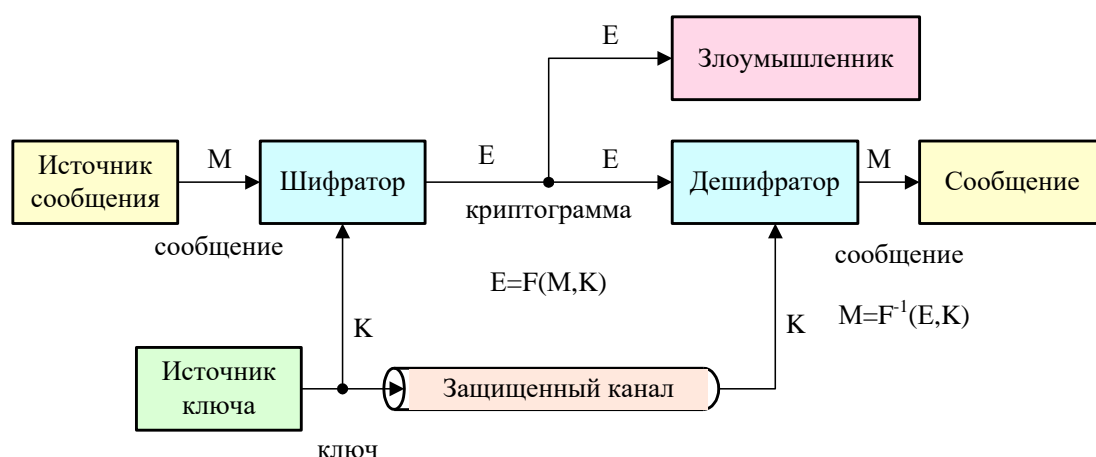 E
Злоумышленник
Источник
сообщения
M
Шифратор
E
E
Дешифратор
M
Сообщение
криптограмма
сообщение
сообщение
E=F(M,K)
M=F⁻¹(E,K)
K
K
Источник
ключа
Защищенный канал
ключ